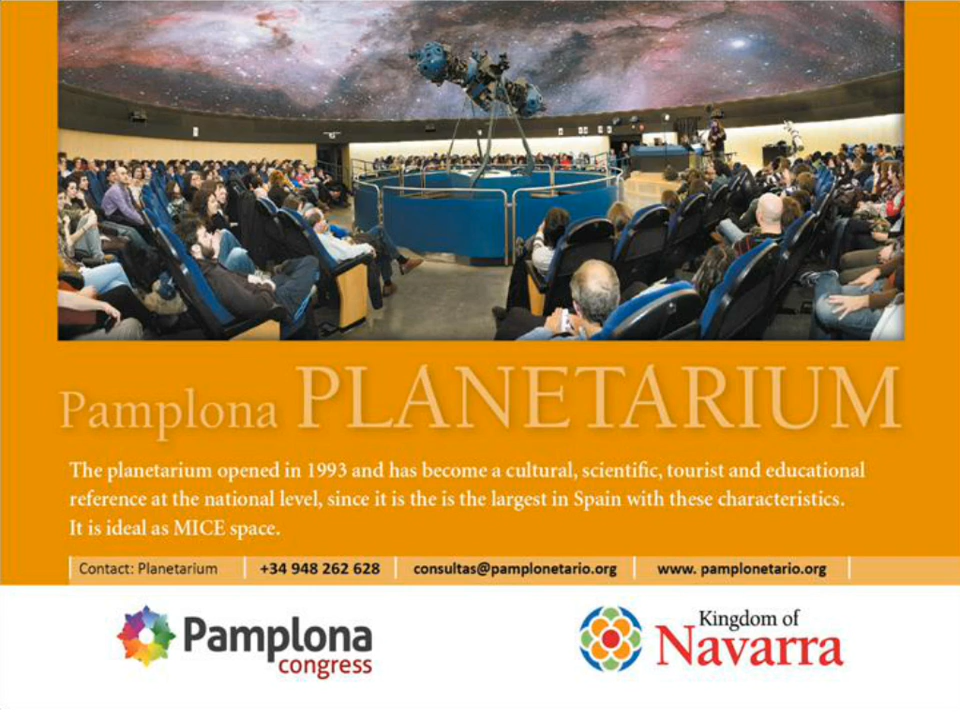 Pamplona PLANETARIUM
The planetarium opened in 1993 and has become a cultural, scientific, tourist and educational
reference at the national level, since it is the is the largest in Spain with these characteristics.
It is ideal as MICE space.
Contact: Planetarium +34 948 262 628 consultas@pamplonetario.org www. pamplonetario.org
Pamplona
congress
Kingdom of
Navarra